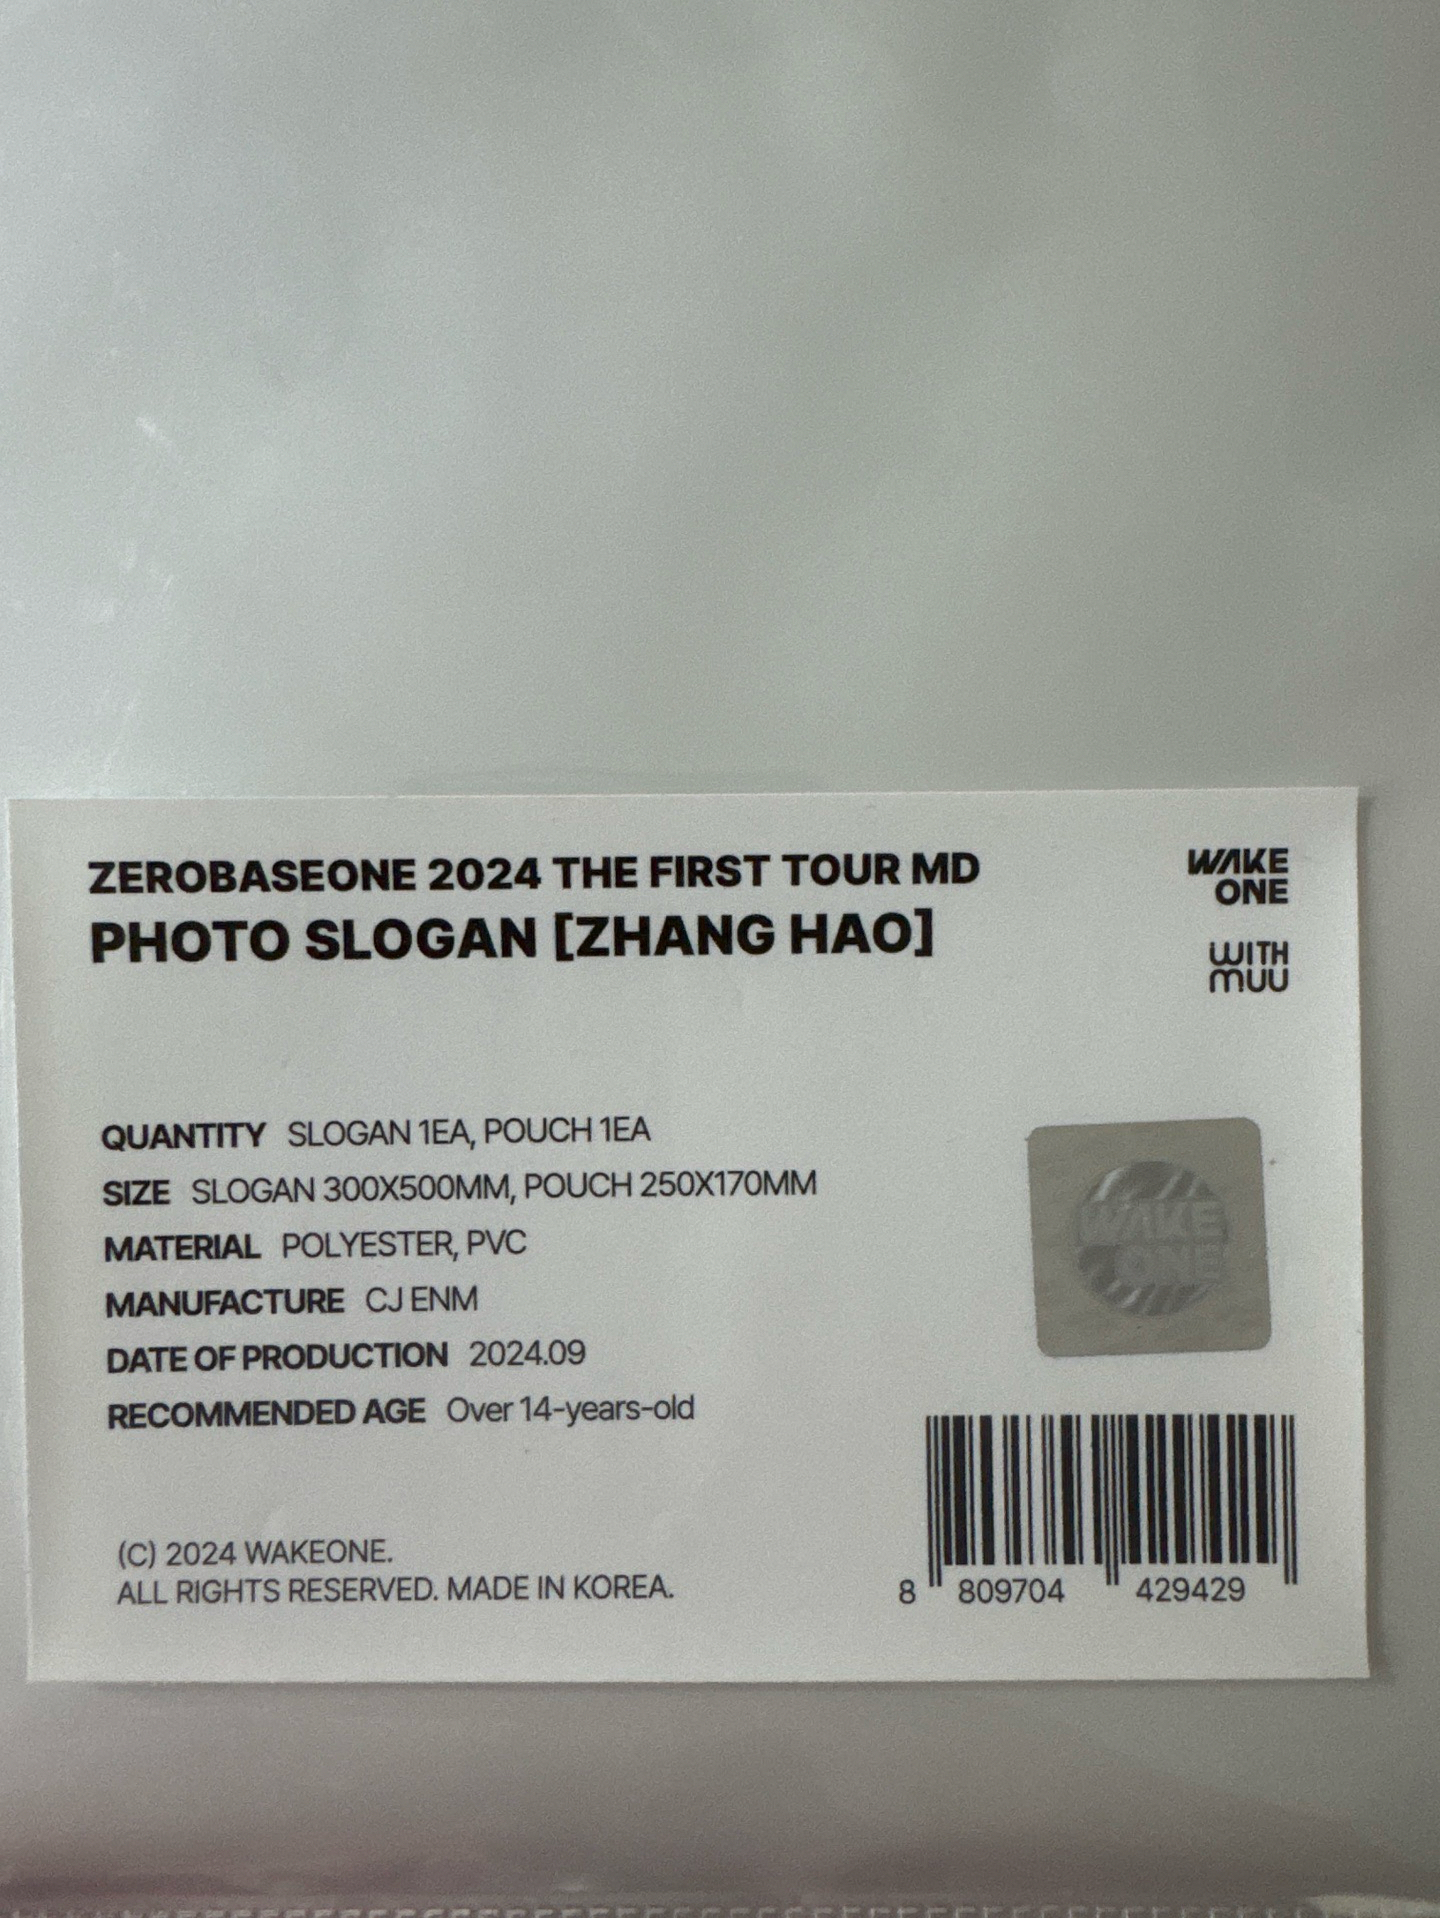 ZEROBASEONE 2024 THE FIRST TOUR MD
PHOTO SLOGAN [ZHANG HAO]
WAKE
ONE
WITH
MUU
QUANTITY SLOGAN 1EA, POUCH 1EA
SIZE SLOGAN 300X500MM, POUCH 250X170MM
MATERIAL POLYESTER, PVC
MANUFACTURE CJ ENM
DATE OF PRODUCTION 2024.09
RECOMMENDED AGE Over 14-years-old
WAKE
ONE
(C) 2024 WAKEONE.
ALL RIGHTS RESERVED. MADE IN KOREA.
8 809704 429429